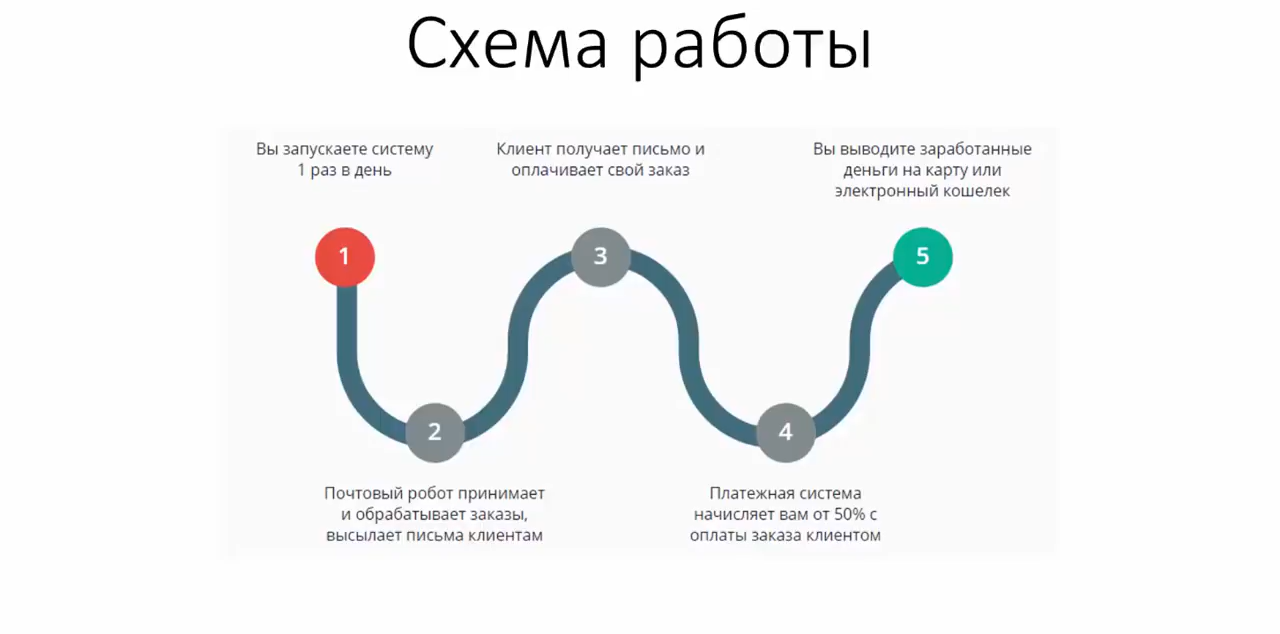 Схема работы
Вы запускаете систему
1 раз в день
Клиент получает письмо и
оплачивает свой заказ
Вы выводите заработанные
деньги на карту или
электронный кошелек
1
3
5
2
4
Почтовый робот принимает
и обрабатывает заказы,
высылает письма клиентам
Платежная система
начисляет вам от 50% с
оплаты заказа клиентом